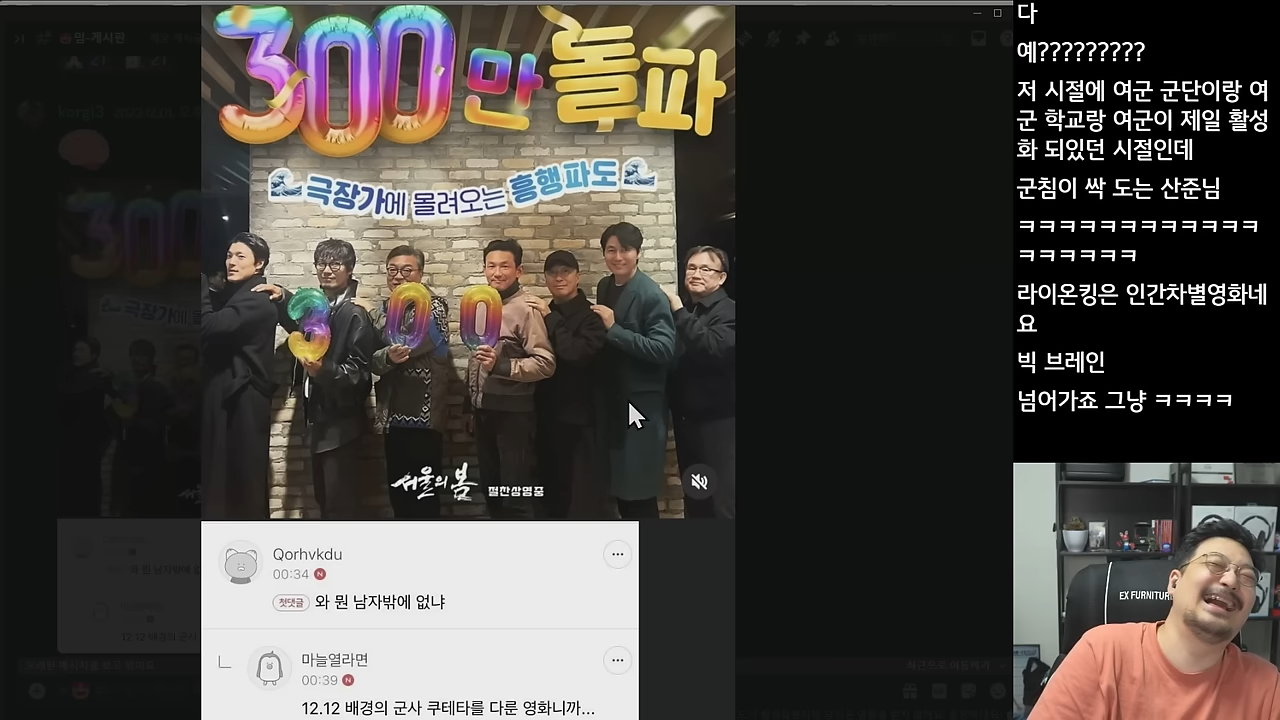 300만 돌파
극장가에 몰려오는 흥행파도
3 0 0
서울의 봄 절찬상영중
Qorhvkdu
00:34 N
첫댓글 와 뭔 남자밖에 없냐
마늘열라면
00:39 N
12.12 배경의 군사 쿠테타를 다룬 영화니까...
다
예?????????
저 시절에 여군 군단이랑 여
군 학교랑 여군이 제일 활성
화 되있던 시절인데
군침이 싹 도는 산준님
ㅋㅋㅋㅋㅋㅋㅋㅋㅋㅋㅋㅋ
ㅋㅋㅋㅋㅋㅋ
라이온킹은 인간차별영화네
요
빅 브레인
넘어가죠 그냥 ㅋㅋㅋㅋ
EX FURNITURE